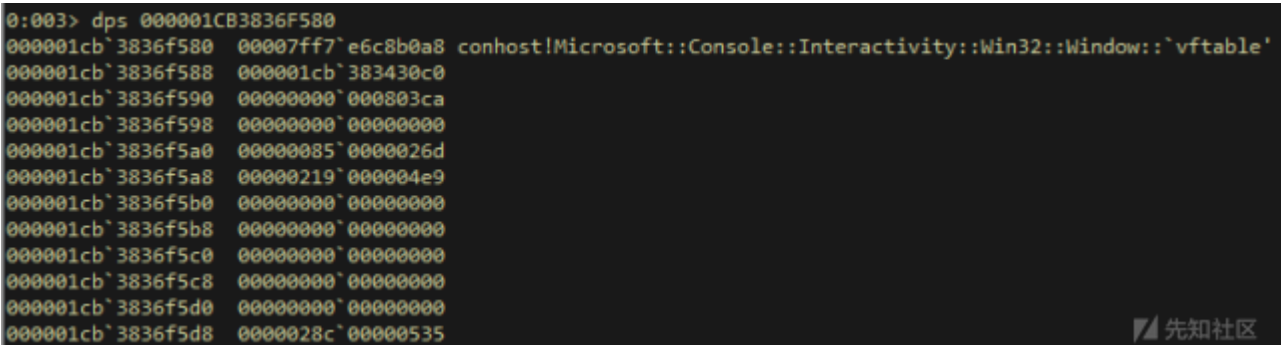 0:003> dps 000001CB3836F580
000001cb`3836f580  00007ff7`e6c8b0a8 conhost!Microsoft::Console::Interactivity::Win32::Window::`vftable'
000001cb`3836f588  000001cb`383430c0
000001cb`3836f590  00000000`000803ca
000001cb`3836f598  00000000`00000000
000001cb`3836f5a0  00000085`0000026d
000001cb`3836f5a8  00000219`000004e9
000001cb`3836f5b0  00000000`00000000
000001cb`3836f5b8  00000000`00000000
000001cb`3836f5c0  00000000`00000000
000001cb`3836f5c8  00000000`00000000
000001cb`3836f5d0  00000000`00000000
000001cb`3836f5d8  0000028c`00000535
先知社区